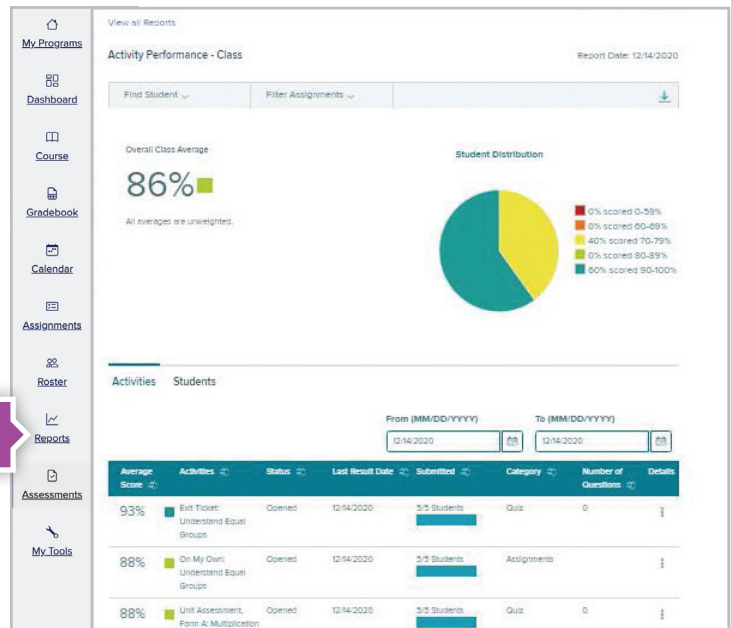 My Programs
Dashboard
Course
Gradebook
Calendar
Assignments
Roster
Reports
Assessments
My Tools
View all Reports
Activity Performance - Class
Report Date: 12/14/2020
Find Student
Filter Assignments
Overall Class Average
86%
All averages are unweighted.
Student Distribution
0% scored 0-59%
0% scored 60-69%
40% scored 70-79%
0% scored 80-89%
60% scored 90-100%
Activities Students
From (MM/DD/YYYY) To (MM/DD/YYYY)
12/14/2020 12/14/2020
Average Score Activities Status Last Result Date Submitted Category Number of Questions Details
93% Exit Ticket: Understand Equal Groups Opened 12/14/2020 5/5 Students Quiz 0
88% On My Own: Understand Equal Groups Opened 12/14/2020 5/5 Students Assignments
88% Unit Assessment, Form A: Multiplication Opened 12/14/2020 5/5 Students Quiz 0